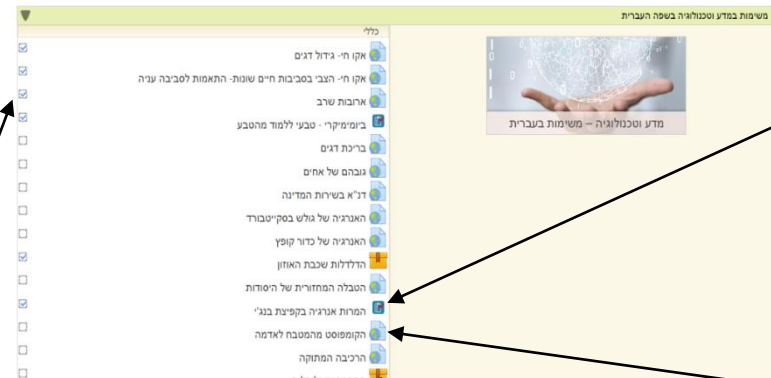 משימות במדע וטכנולוגיה בשפה העברית
כללי
אקו חי- גידול דגים
אקו חי- הצבי בסביבות חיים שונות- התאמות לסביבה עניה
ארובות שרב
ביומימיקרי - טבעי ללמוד מהטבע
בריכת דגים
גובהם של אחים
דנ"א בשירות המדינה
האנרגיה של גולש בסקייטבורד
האנרגיה של כדור קופץ
הדלדלות שכבת האוזון
הטבלה המחזורית של היסודות
המרות אנרגיה בקפיצת בנג'י
הקומפוסט מהמטבח לאדמה
הרכיבה המתוקה
מדע וטכנולוגיה – משימות בעברית